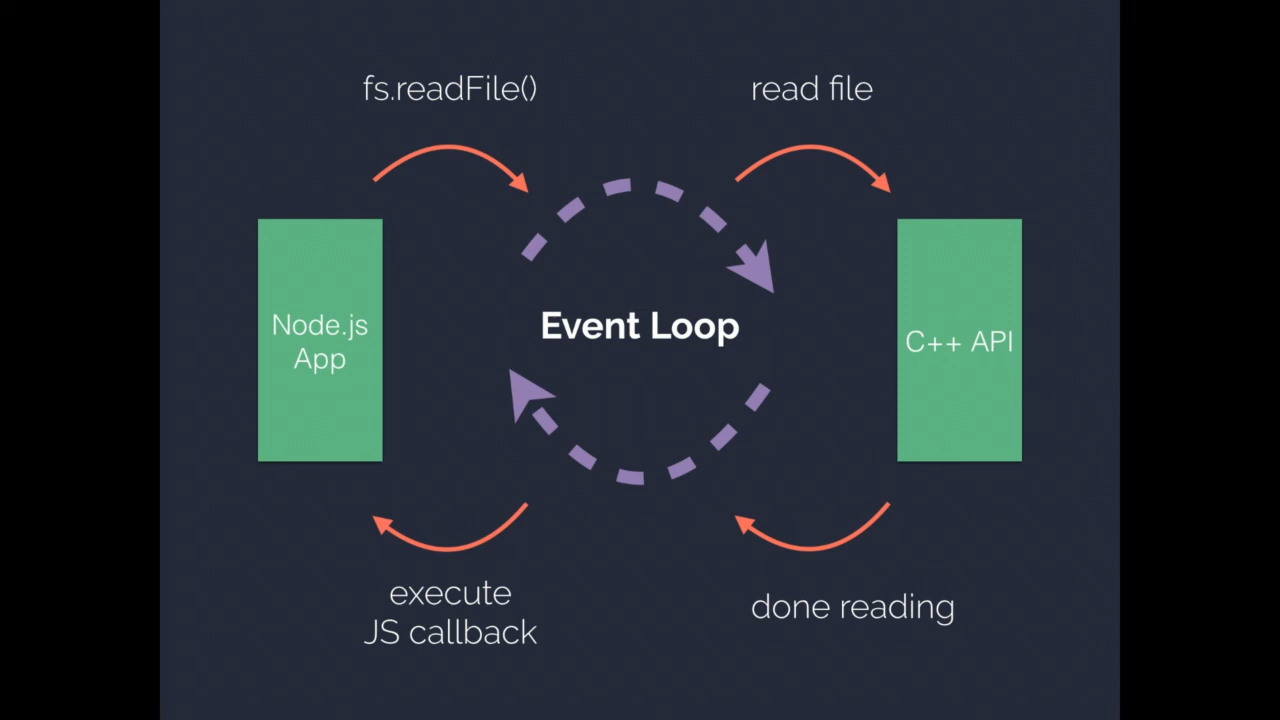 fs.readFile()
read file
Node.js
App
Event Loop
C++ API
execute
JS callback
done reading